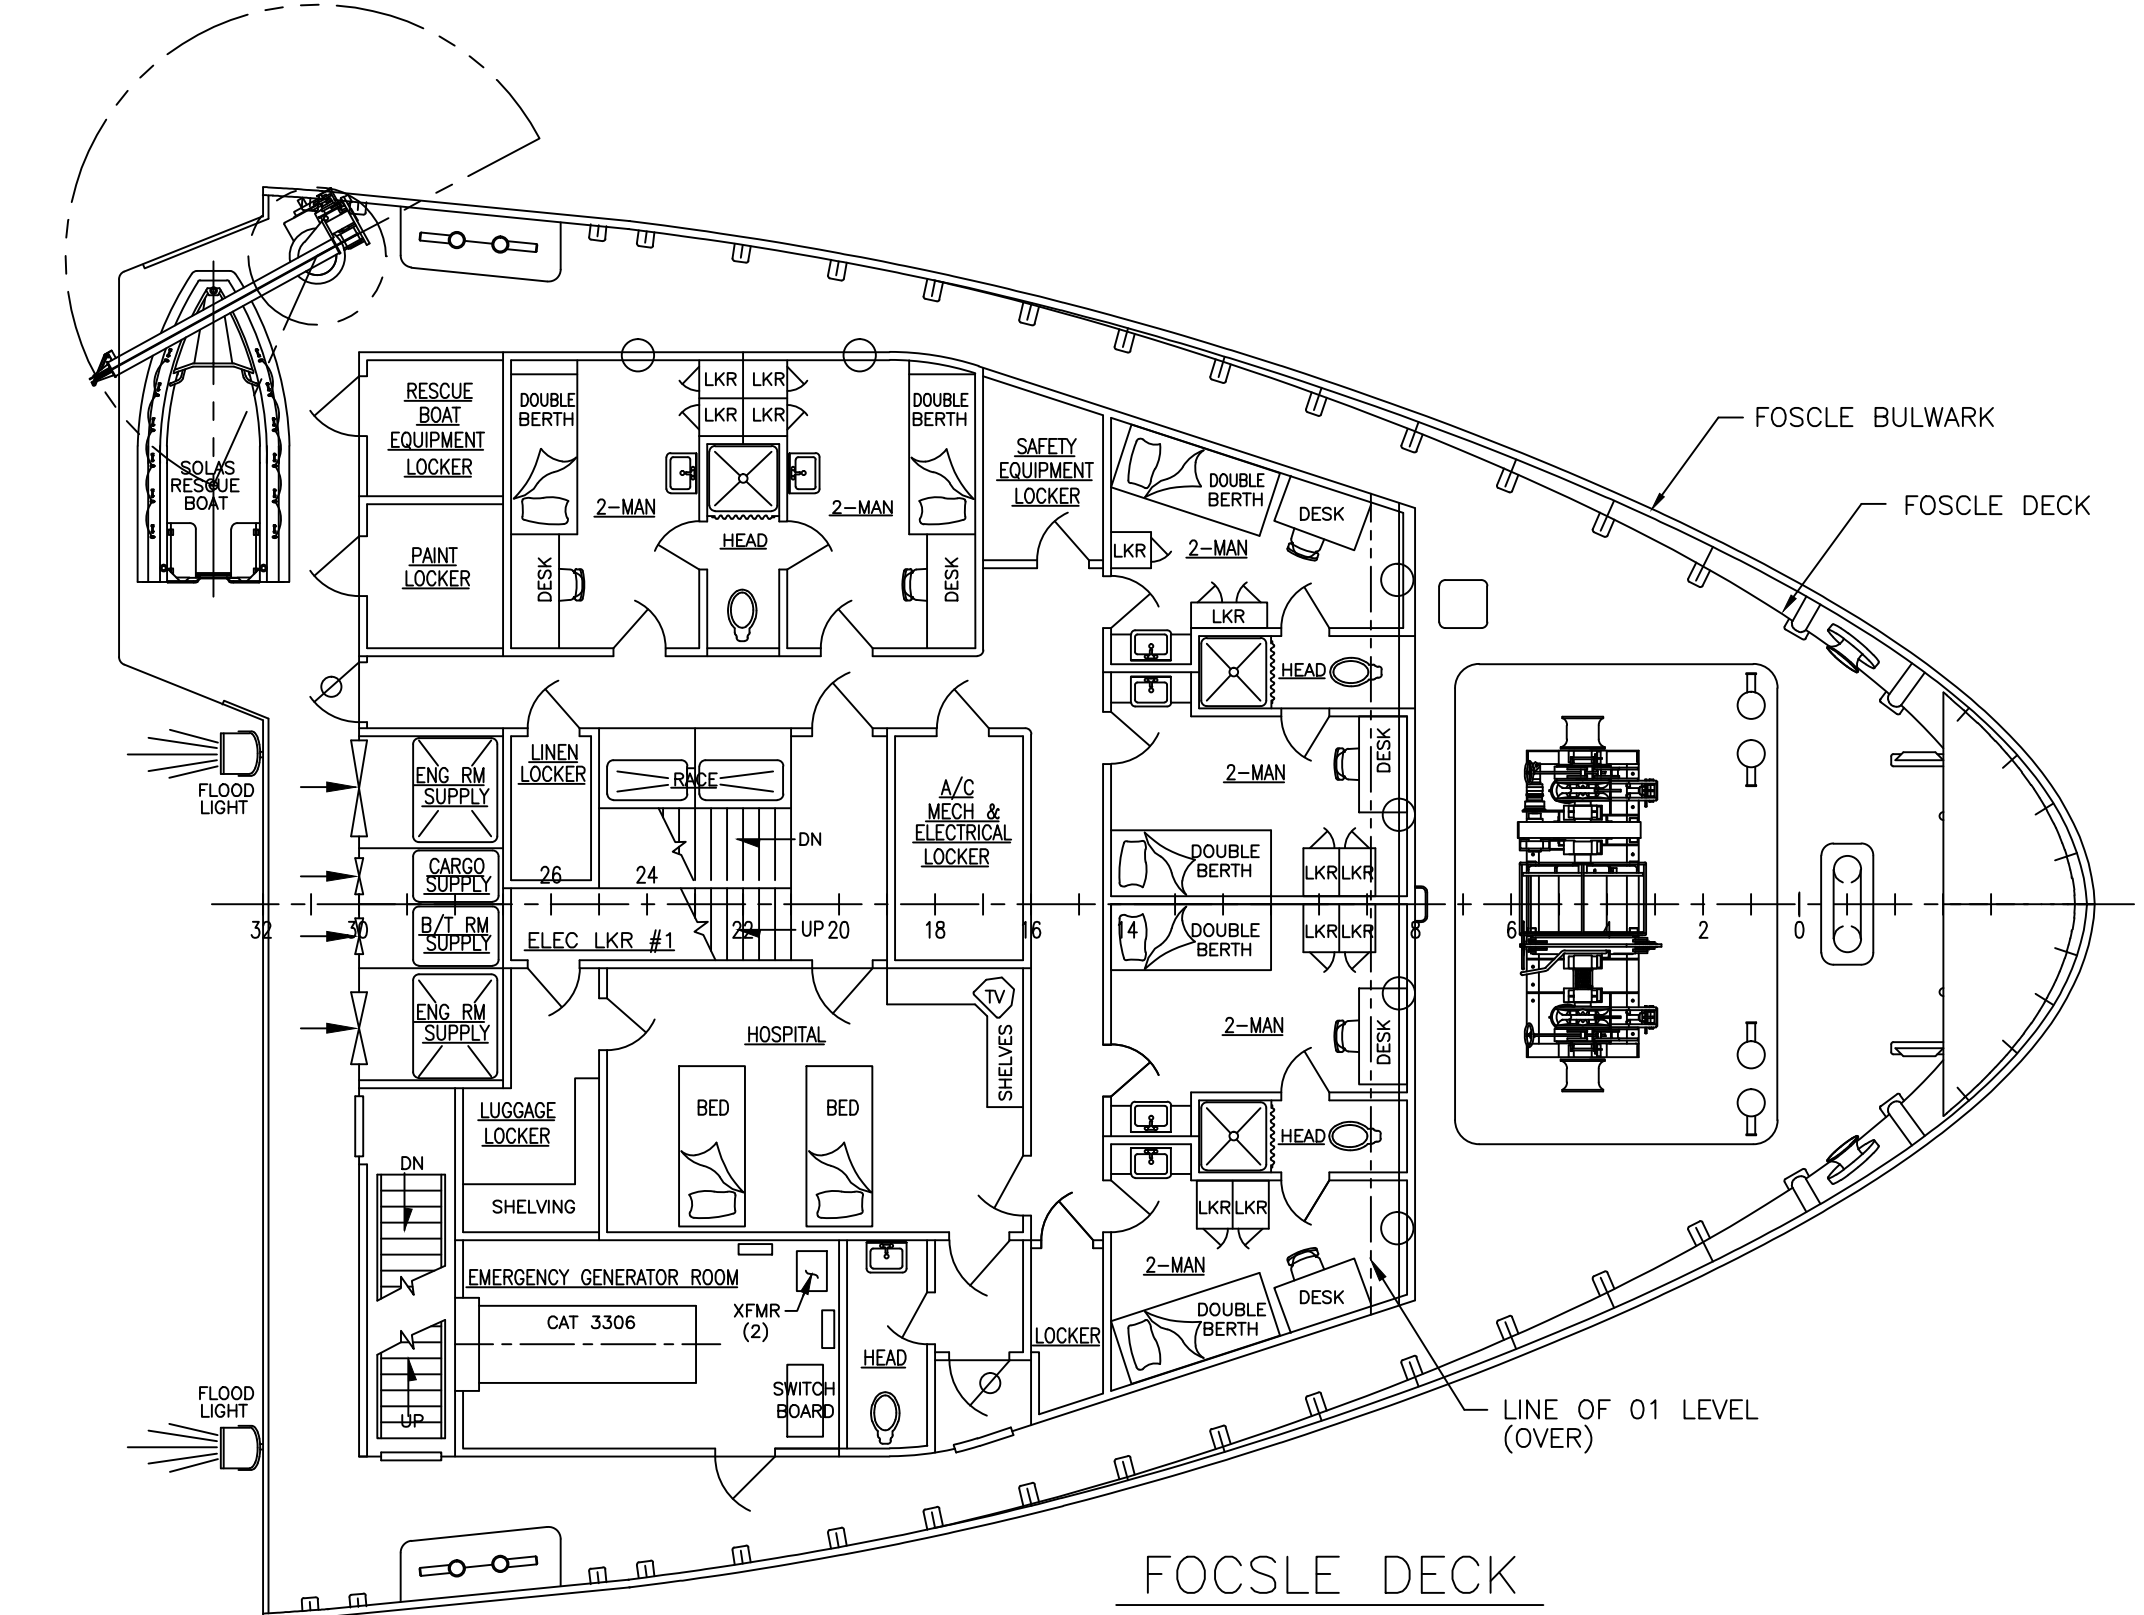 FOSCLE BULWARK
FOSCLE DECK
RESCUE
BOAT
EQUIPMENT
LOCKER
DOUBLE
BERTH
LKR
LKR
LKR
LKR
DOUBLE
BERTH
SAFETY
EQUIPMENT
LOCKER
SOLAS
RESCUE
BOAT
2-MAN
2-MAN
HEAD
DOUBLE
BERTH
DESK
LKR
2-MAN
PAINT
LOCKER
DESK
DESK
LKR
HEAD
FLOOD
LIGHT
ENG RM
SUPPLY
LINEN
LOCKER
RACE
A/C
MECH &
ELECTRICAL
LOCKER
2-MAN
DESK
DN
CARGO
SUPPLY
DOUBLE
BERTH
LKR
LKR
26
24
32
30
B/T RM
SUPPLY
ELEC LKR #1
22
UP
20
18
16
14
DOUBLE
BERTH
LKR
LKR
8
6
4
2
0
ENG RM
SUPPLY
HOSPITAL
TV
SHELVES
2-MAN
DESK
LUGGAGE
LOCKER
BED
BED
HEAD
DN
SHELVING
LKR
LKR
2-MAN
EMERGENCY GENERATOR ROOM
XFMR
(2)
CAT 3306
DOUBLE
BERTH
DESK
LOCKER
HEAD
SWITCH
BOARD
FLOOD
LIGHT
UP
LINE OF 01 LEVEL
(OVER)
FOCSLE DECK